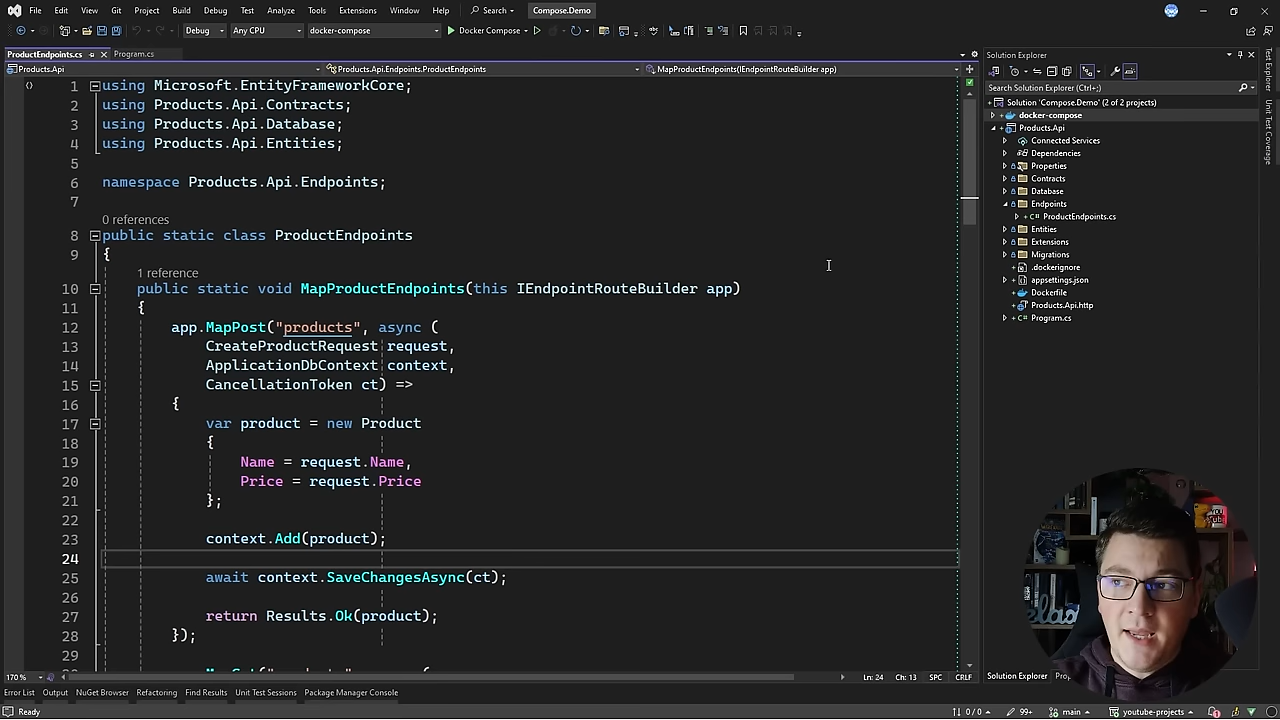 File Edit View Git Project Build Debug Test Analyze Tools Extensions Window Help Search Compose.Demo
Debug Any CPU docker-compose Docker Compose
ProductEndpoints.cs Program.cs
Products.Api Products.Api.Endpoints.ProductEndpoints MapProductEndpoints(IEndpointRouteBuilder app)
1 using Microsoft.EntityFrameworkCore;
2 using Products.Api.Contracts;
3 using Products.Api.Database;
4 using Products.Api.Entities;
5
6 namespace Products.Api.Endpoints;
7
0 references
8 public static class ProductEndpoints
9 {
1 reference
10 public static void MapProductEndpoints(this IEndpointRouteBuilder app)
11 {
12 app.MapPost("products", async (
13 CreateProductRequest request,
14 ApplicationDbContext context,
15 CancellationToken ct) =>
16 {
17 var product = new Product
18 {
19 Name = request.Name,
20 Price = request.Price
21 };
22
23 context.Add(product);
24
25 await context.SaveChangesAsync(ct);
26
27 return Results.Ok(product);
28 });
29
170 % Ln: 24 Ch: 13 SPC CRLF
Solution Explorer
Search Solution Explorer (Ctrl+;)
Solution 'Compose.Demo' (2 of 2 projects)
docker-compose
Products.Api
Connected Services
Dependencies
Properties
Contracts
Database
Endpoints
ProductEndpoints.cs
Entities
Extensions
Migrations
.dockerignore
appsettings.json
Dockerfile
Products.Api.http
Program.cs
Test Explorer
Unit Test Coverage
Solution Explorer
Error List Output NuGet Browser Refactoring Find Results Unit Test Sessions Package Manager Console
Ready 0 / 0 99+ main youtube-projects